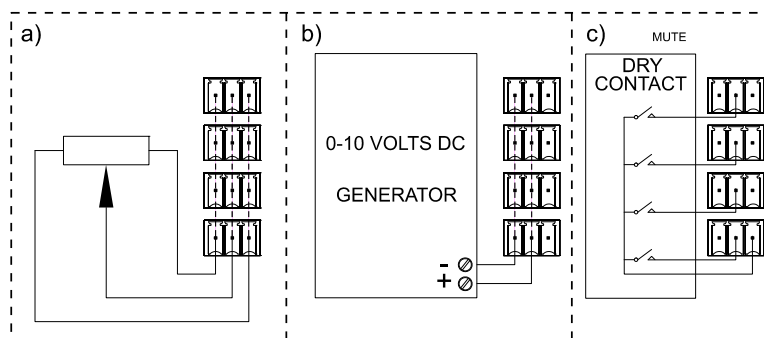 a)
b)
0-10 VOLTS DC
GENERATOR
-
+
c)
MUTE
DRY
CONTACT